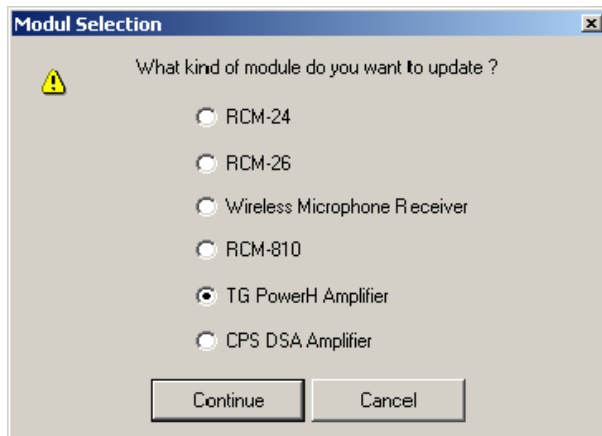 Modul Selection
What kind of module do you want to update ?
RCM-24
RCM-26
Wireless Microphone Receiver
RCM-810
TG PowerH Amplifier
CPS DSA Amplifier
Continue
Cancel